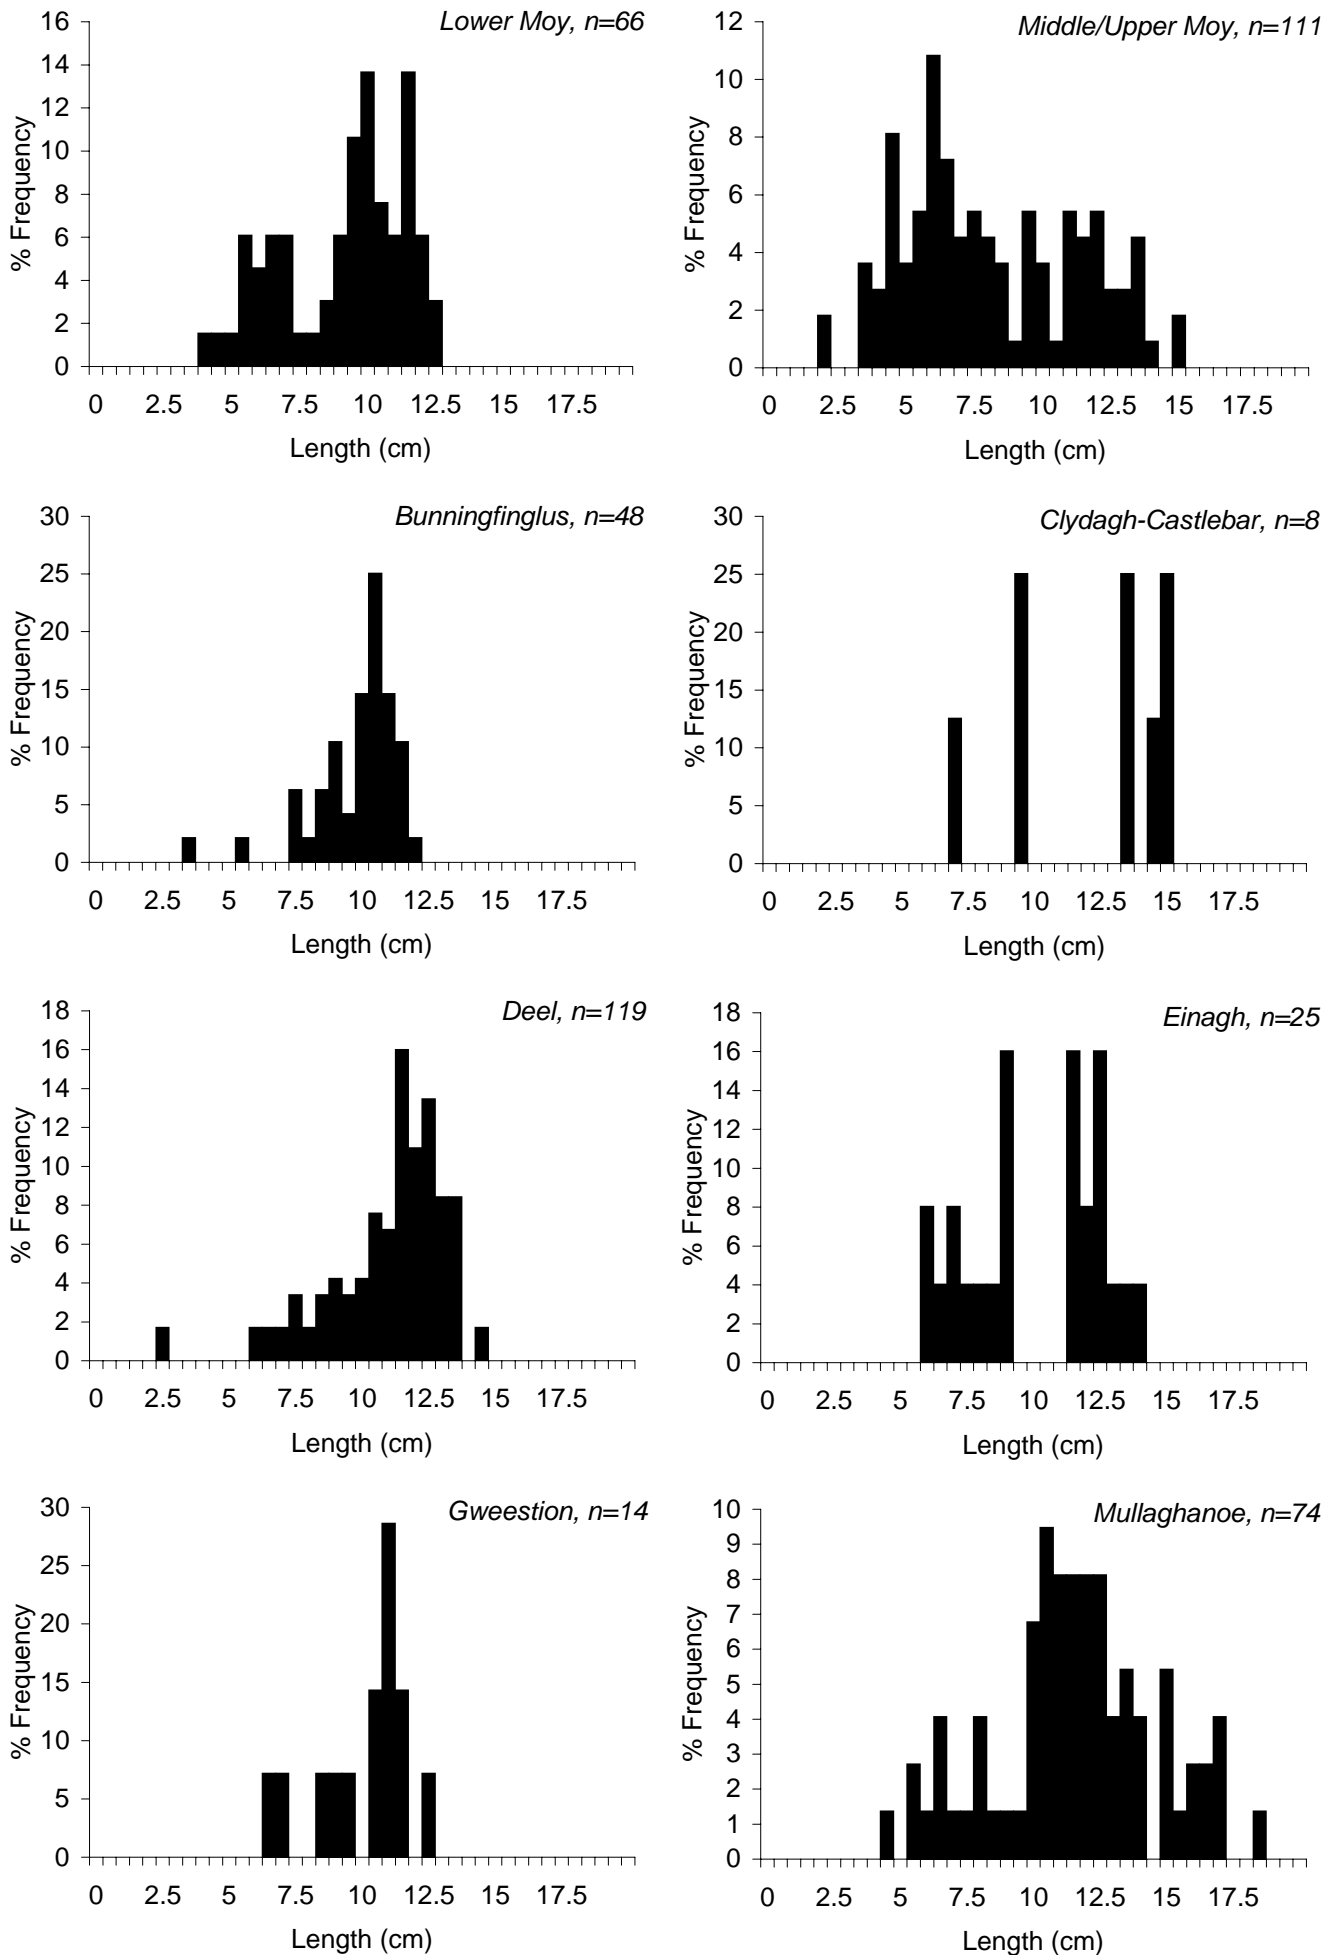 Lower Moy, n=66
16
14
12
10
8
6
4
2
0
% Frequency
0 2.5 5 7.5 10 12.5 15 17.5
Length (cm)
Middle/Upper Moy, n=111
12
10
8
6
4
2
0
% Frequency
0 2.5 5 7.5 10 12.5 15 17.5
Length (cm)
Bunningfinglus, n=48
30
25
20
15
10
5
0
% Frequency
0 2.5 5 7.5 10 12.5 15 17.5
Length (cm)
Clydagh-Castlebar, n=8
30
25
20
15
10
5
0
% Frequency
0 2.5 5 7.5 10 12.5 15 17.5
Length (cm)
Deel, n=119
18
16
14
12
10
8
6
4
2
0
% Frequency
0 2.5 5 7.5 10 12.5 15 17.5
Length (cm)
Einagh, n=25
18
16
14
12
10
8
6
4
2
0
% Frequency
0 2.5 5 7.5 10 12.5 15 17.5
Length (cm)
Gweestion, n=14
30
25
20
15
10
5
0
% Frequency
0 2.5 5 7.5 10 12.5 15 17.5
Length (cm)
Mullaghanoe, n=74
10
9
8
7
6
5
4
3
2
1
0
% Frequency
0 2.5 5 7.5 10 12.5 15 17.5
Length (cm)